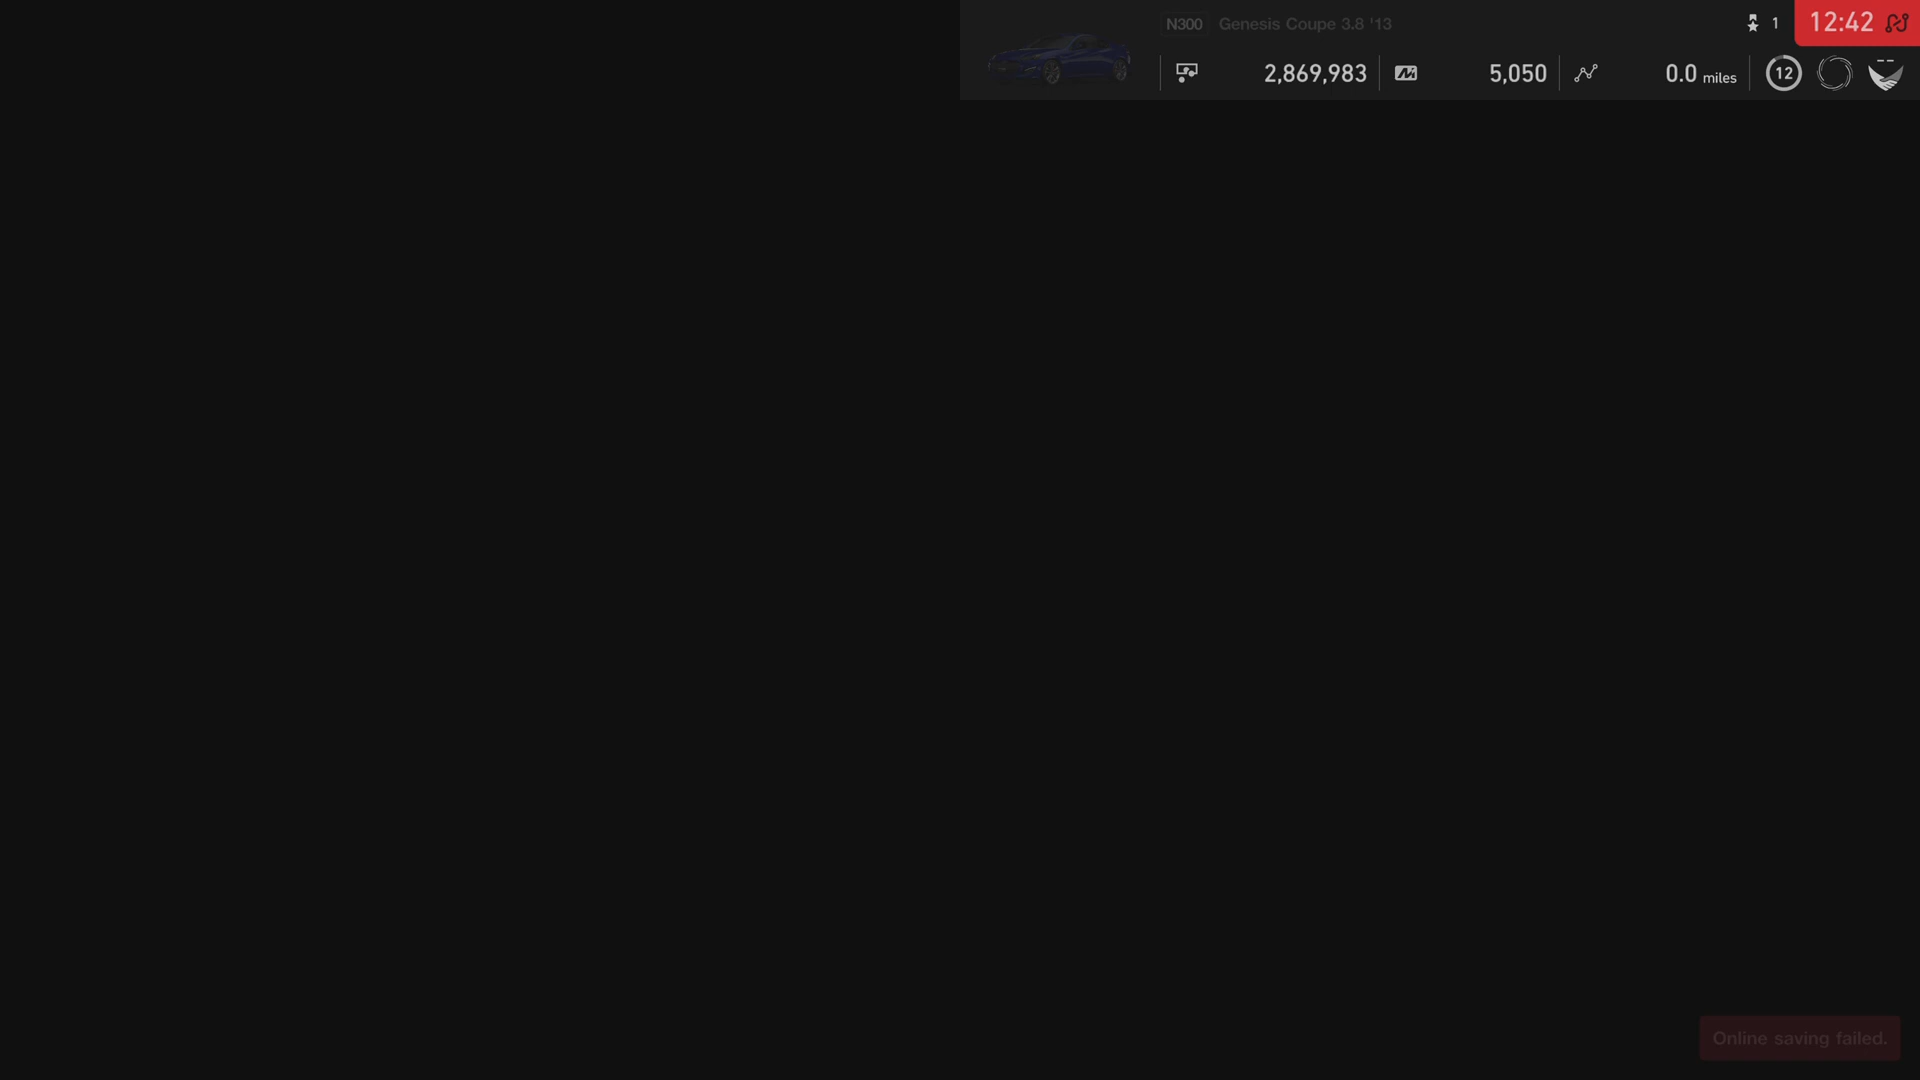 N300 Genesis Coupe 3.8 '13 1 12:42
2,869,983 5,050 0.0 miles 12 --
Online saving failed.